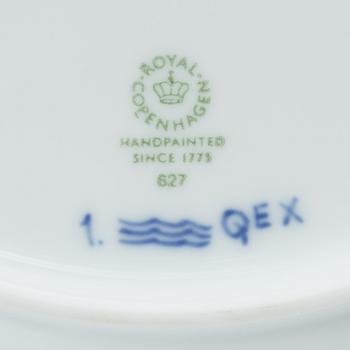 ROYAL
COPENHAGEN
HANDPAINTED
SINCE 1775
627
1. QEX